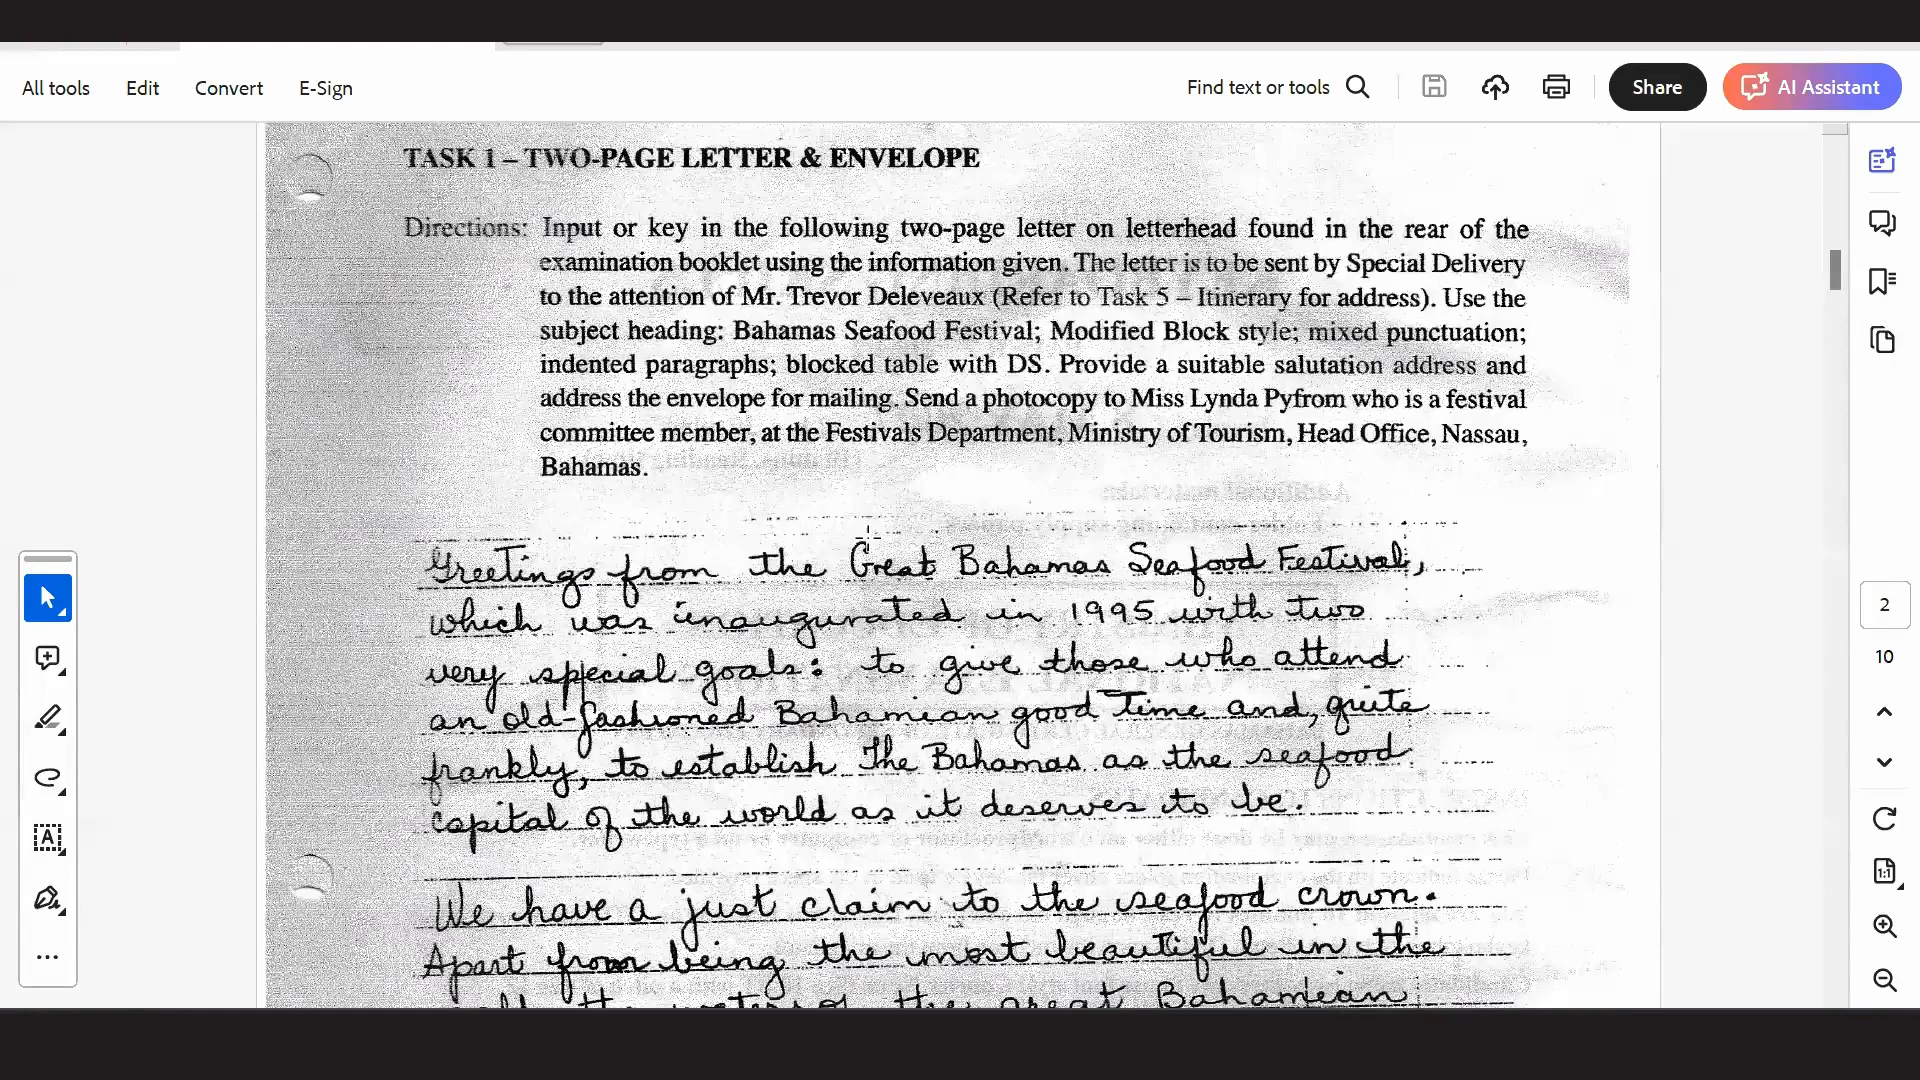 All tools Edit Convert E-Sign Find text or tools Share AI Assistant
TASK 1 – TWO-PAGE LETTER & ENVELOPE
Directions: Input or key in the following two-page letter on letterhead found in the rear of the
examination booklet using the information given. The letter is to be sent by Special Delivery
to the attention of Mr. Trevor Deleveaux (Refer to Task 5 – Itinerary for address). Use the
subject heading: Bahamas Seafood Festival; Modified Block style; mixed punctuation;
indented paragraphs; blocked table with DS. Provide a suitable salutation address and
address the envelope for mailing. Send a photocopy to Miss Lynda Pyfrom who is a festival
committee member, at the Festivals Department, Ministry of Tourism, Head Office, Nassau,
Bahamas.
Greetings from the Great Bahamas Seafood Festival,
which was inaugurated in 1995 with two
very special goals: to give those who attend
an old-fashioned Bahamian good time and, quite
frankly, to establish The Bahamas as the seafood
capital of the world as it deserves to be.
We have a just claim to the seafood crown.
Apart from being the most beautiful in the
the waters of the great Bahamian
2
10